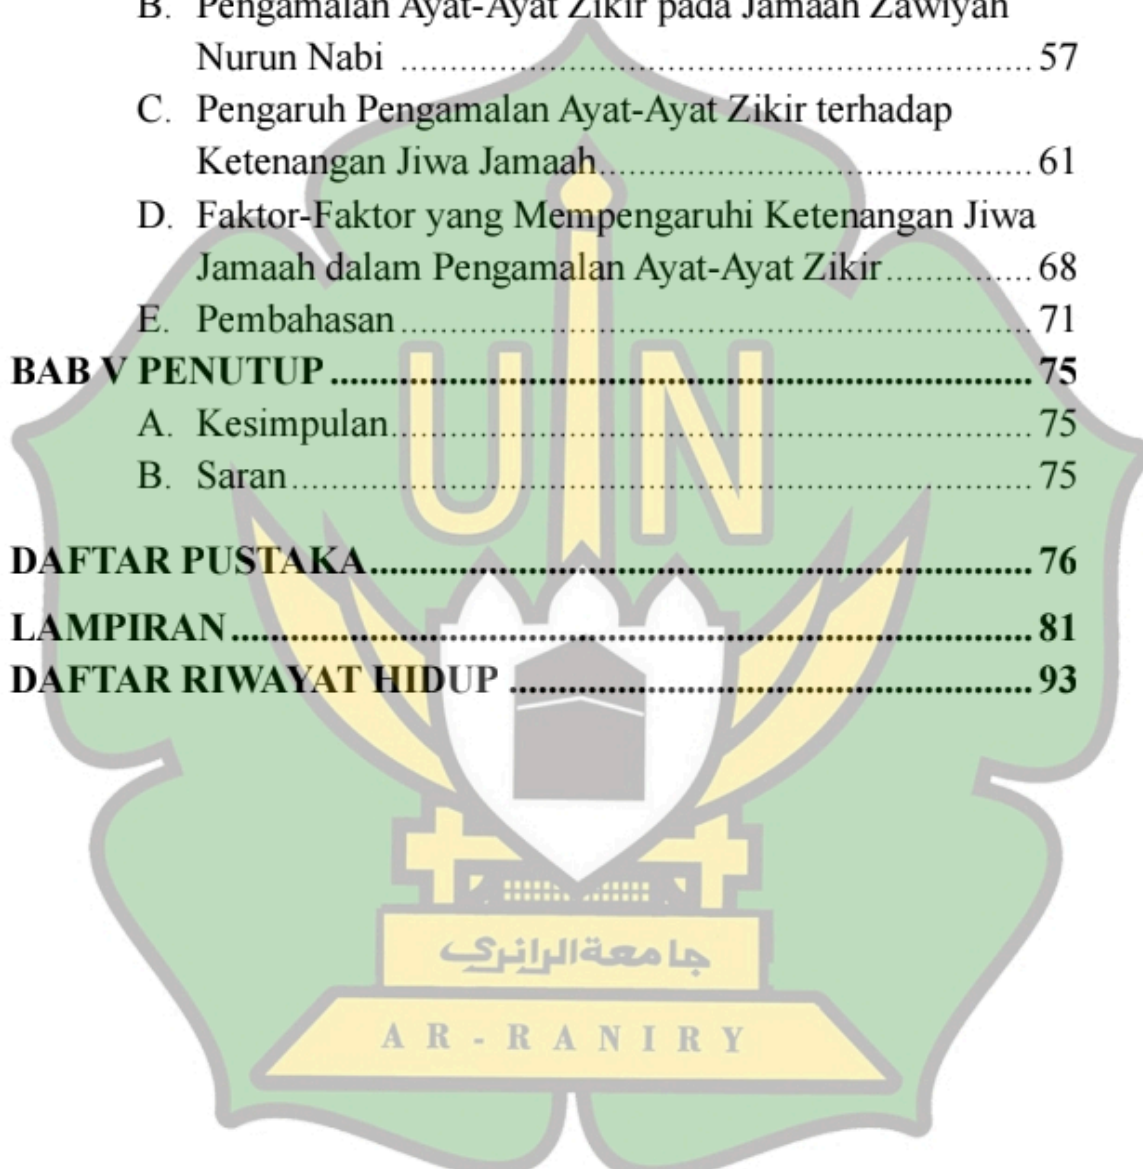 B. Pengamalan Ayat-Ayat Zikir pada Jamaah Zawiyah
Nurun Nabi ........................................................ 57
C. Pengaruh Pengamalan Ayat-Ayat Zikir terhadap
Ketenangan Jiwa Jamaah........................................ 61
D. Faktor-Faktor yang Mempengaruhi Ketenangan Jiwa
Jamaah dalam Pengamalan Ayat-Ayat Zikir.............. 68
E. Pembahasan.......................................................... 71
BAB V PENUTUP...................................................................... 75
A. Kesimpulan........................................................... 75
B. Saran..................................................................... 75
DAFTAR PUSTAKA.................................................................. 76
LAMPIRAN................................................................................ 81
DAFTAR RIWAYAT HIDUP .................................................... 93
UIN
جامعة الرانري
AR-RANIRY